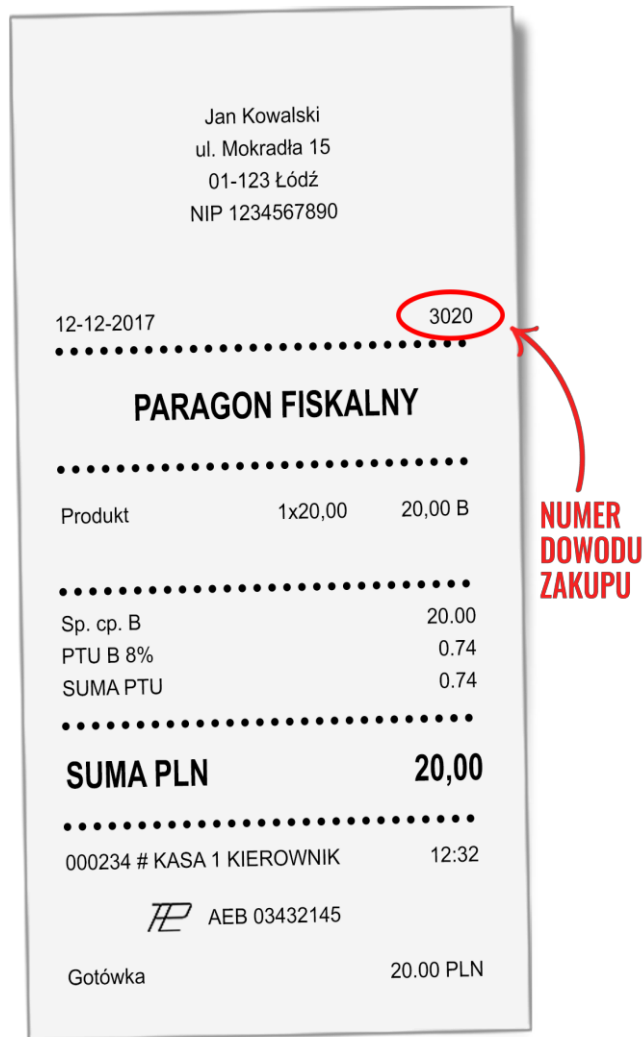 Jan Kowalski
ul. Mokradła 15
01-123 Łódź
NIP 1234567890
12-12-2017 3020
PARAGON FISKALNY
Produkt 1x20,00 20,00 B
NUMER
DOWODU
ZAKUPU
Sp. cp. B 20.00
PTU B 8% 0.74
SUMA PTU 0.74
SUMA PLN 20,00
000234 # KASA 1 KIEROWNIK 12:32
AEB 03432145
Gotówka 20.00 PLN